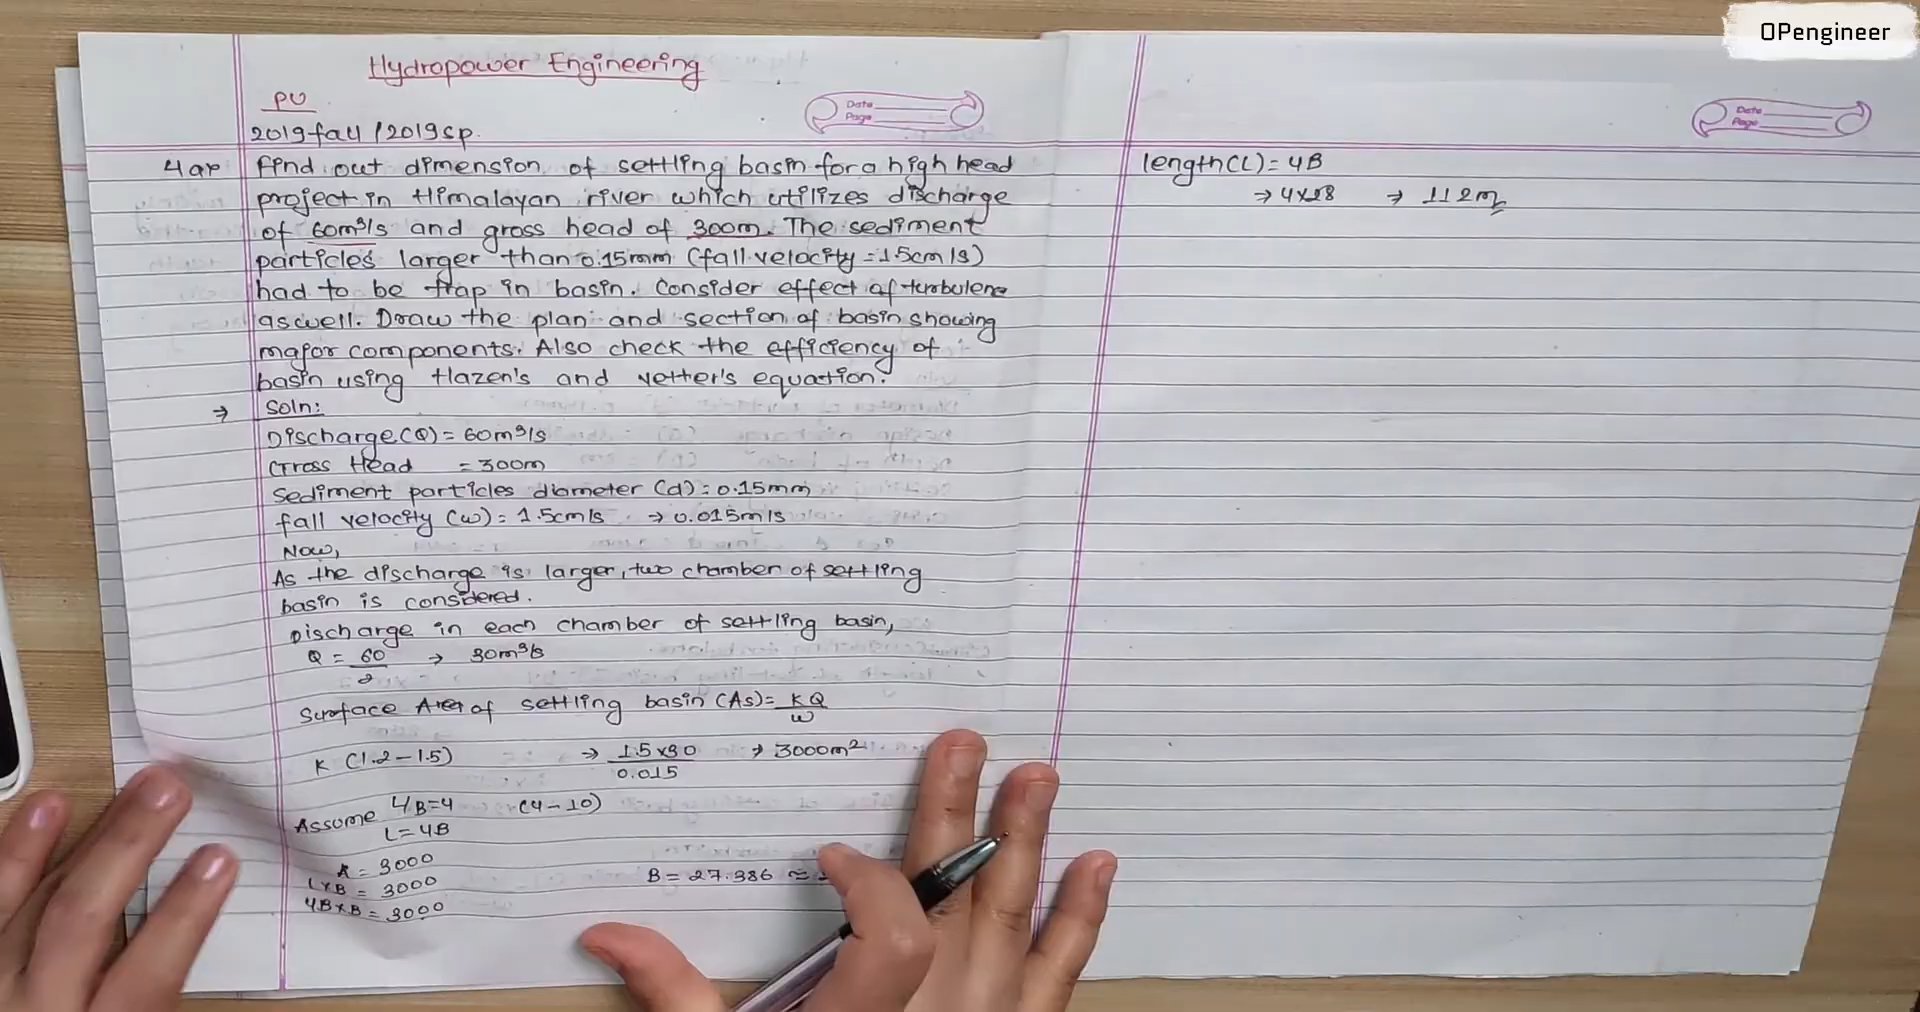 OPengineer
Hydropower Engineering
PU
Date
Page
2019 fall / 2019 sp.
4 a>
Find out dimension of settling basin for a high head
project in Himalayan river which utilizes discharge
of 60m³/s and gross head of 300m. The sediment
particles larger than 0.15mm (fall velocity = 1.5cm/s)
had to be trap in basin. Consider effect of turbulene
as well. Draw the plan and section of basin showing
major components. Also check the efficiency of
basin using Hazen's and vetter's equation.
→ Soln:
Discharge (Q) = 60m³/s
Gross Head = 300m
Sediment particles diameter (d) = 0.15mm
fall velocity (w) = 1.5cm/s → 0.015m/s
Now,
As the discharge is larger, two chamber of settling
basin is considered.
Discharge in each chamber of settling basin,
Q = 60/2 → 30m³/s
Surface Area of settling basin (As) = KQ/w
K (1.2 - 1.5) → 1.5×30/0.015 → 3000m²
Assume L/B = 4 (4-10)
L = 4B
A = 3000
L×B = 3000
4B×B = 3000
B = 27.386 ≈
Date
Page
length (L) = 4B
→ 4×28 → 112m